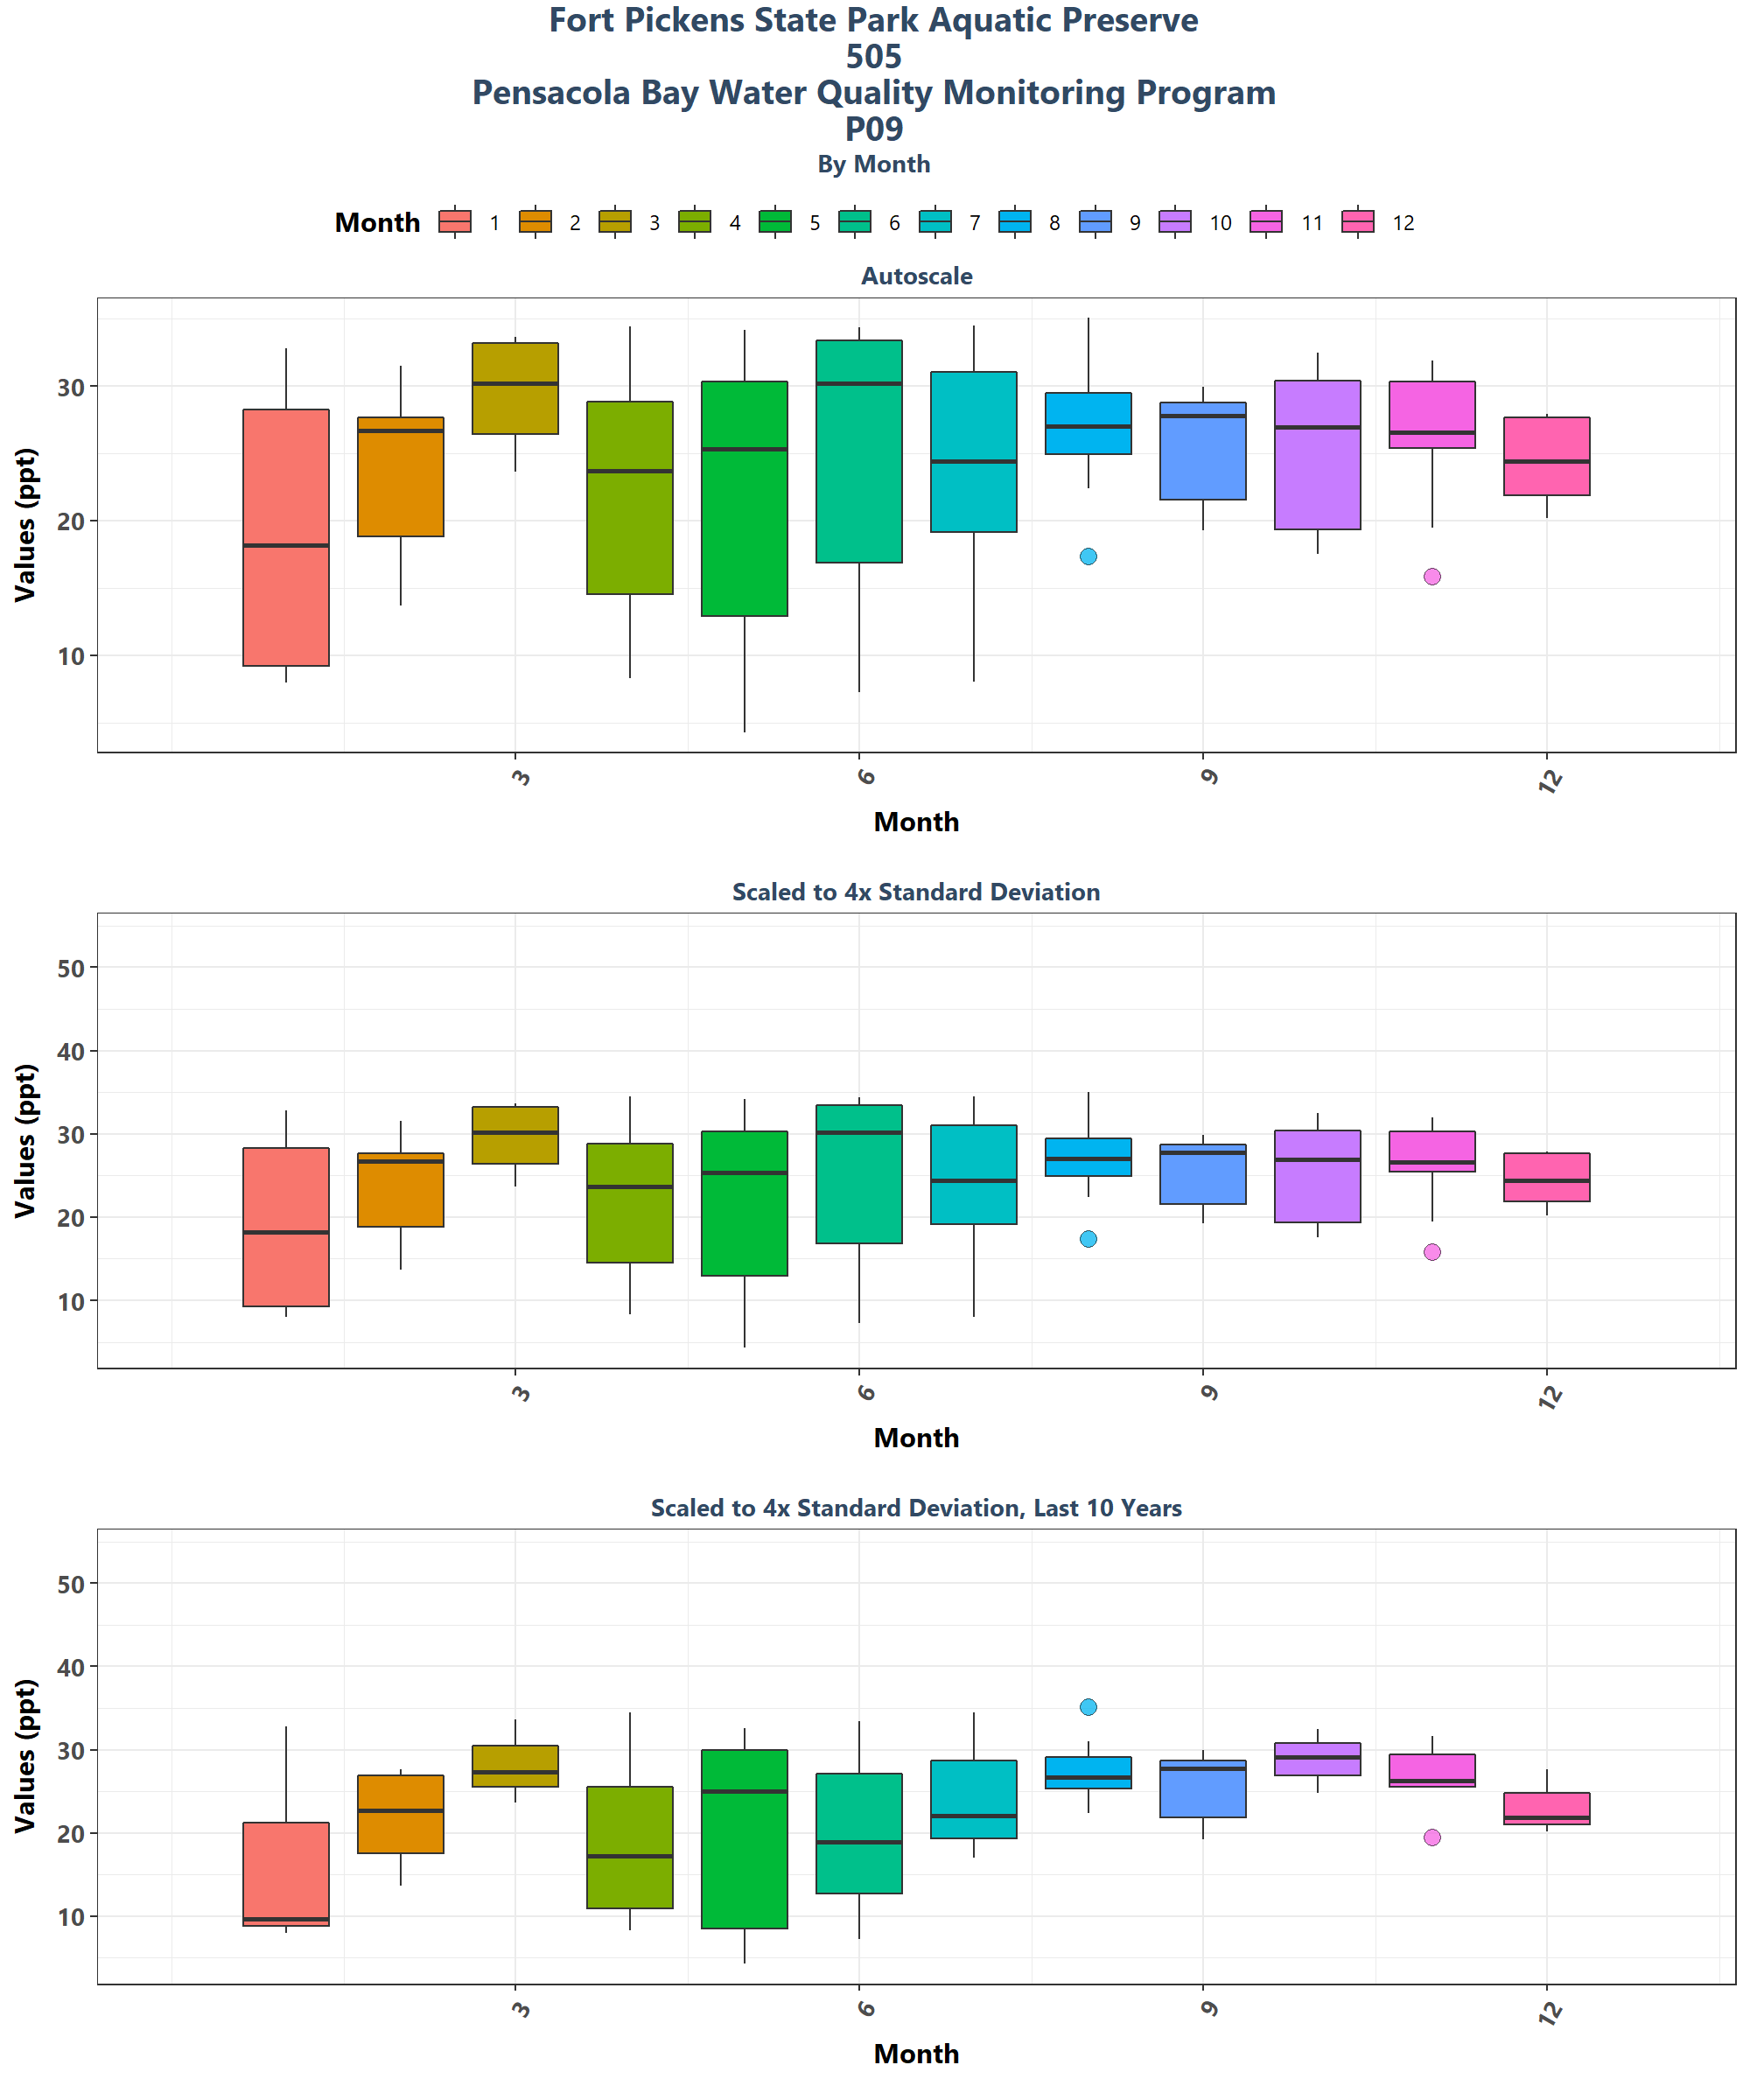 Fort Pickens State Park Aquatic Preserve
505
Pensacola Bay Water Quality Monitoring Program
P09
By Month
Month 1 2 3 4 5 6 7 8 9 10 11 12
Autoscale
Values (ppt)
30
20
10
3 6 9 12
Month
Scaled to 4x Standard Deviation
Values (ppt)
50
40
30
20
10
3 6 9 12
Month
Scaled to 4x Standard Deviation, Last 10 Years
Values (ppt)
50
40
30
20
10
3 6 9 12
Month